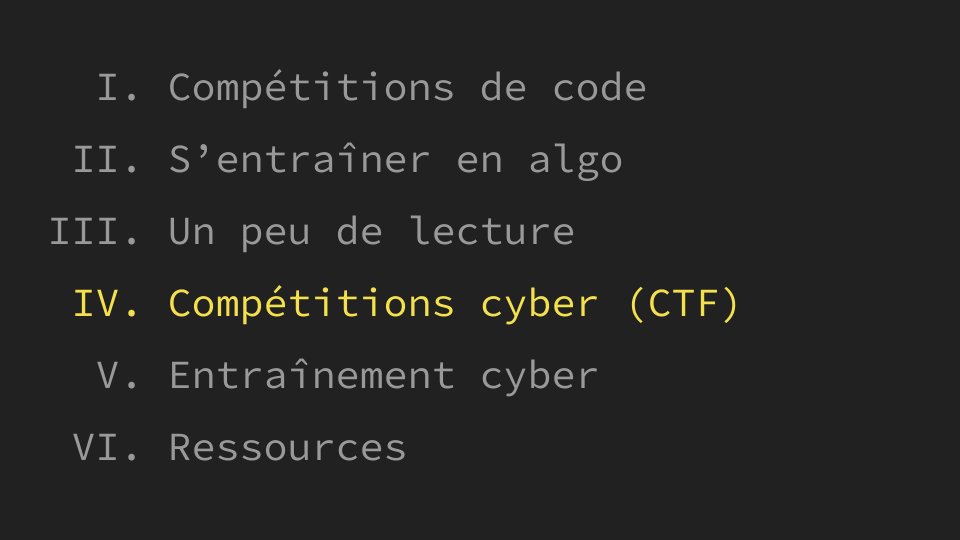 I. Compétitions de code
II. S’entraîner en algo
III. Un peu de lecture
IV. Compétitions cyber (CTF)
V. Entraînement cyber
VI. Ressources